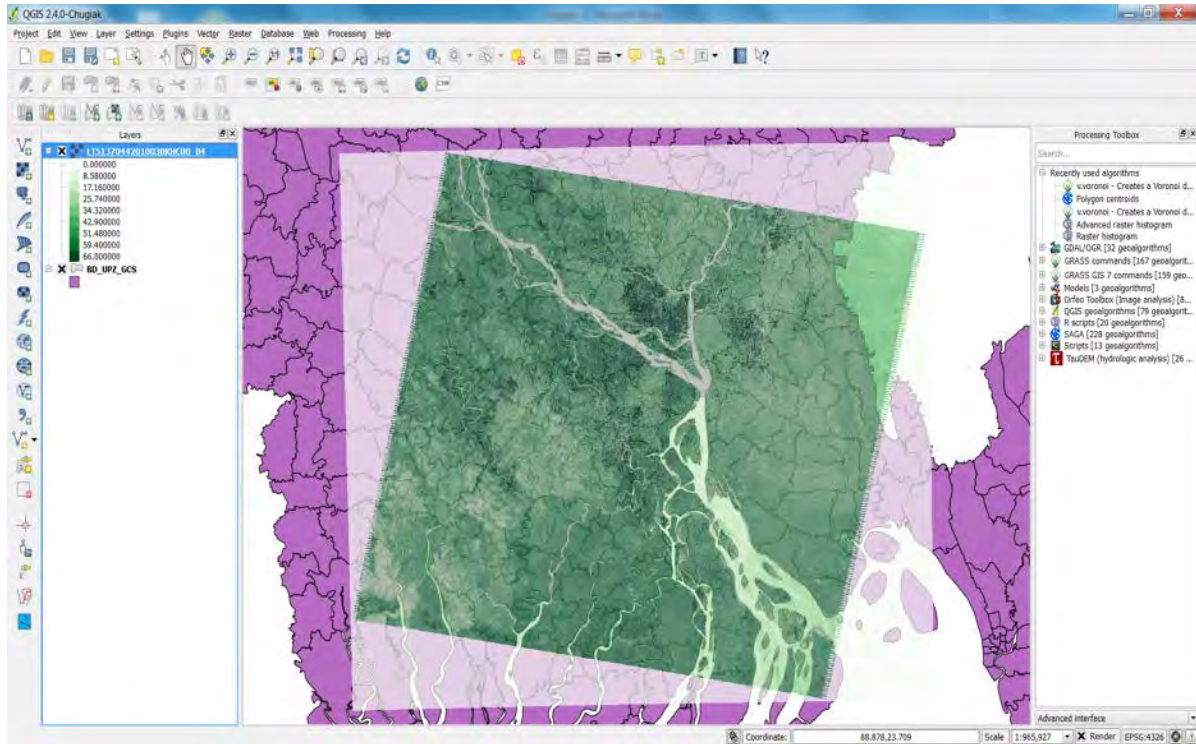 QGIS 2.4.0-Chugiak
Project Edit View Layer Settings Plugins Vector Raster Database Web Processing Help
Layers
0.000000
8.580000
17.160000
25.740000
34.320000
42.900000
51.480000
59.400000
66.000000
BD_UPZ_GCS
Processing Toolbox
Search...
Recently used algorithms
v.voronoi - Creates a Voronoi d...
Polygon centroids
v.voronoi - Creates a Voronoi d...
Advanced raster histogram
Raster histogram
GDAL/OGR [32 geoalgorithms]
GRASS commands [167 geoalgorit...
GRASS GIS 7 commands [159 geo...
Models [3 geoalgorithms]
Orfeo Toolbox (Image analysis) [8...
QGIS geoalgorithms [79 geoalgorit...
R scripts [20 geoalgorithms]
SAGA [228 geoalgorithms]
Scripts [13 geoalgorithms]
TauDEM (hydrologic analysis) [26 ...
Advanced interface
Coordinate: 88.878,23.709 Scale 1:965,927 Render EPSG:4326